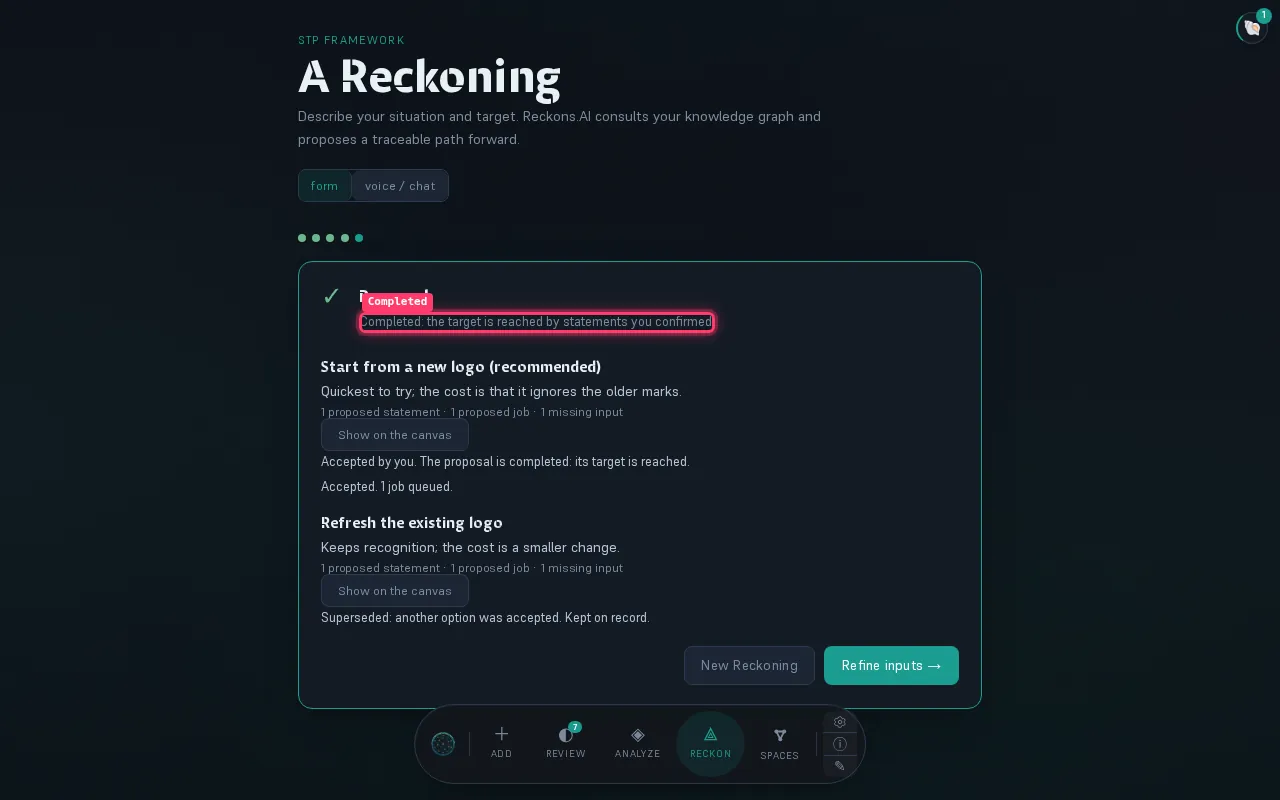 1
STP FRAMEWORK
A Reckoning
Describe your situation and target. Reckons.AI consults your knowledge graph and
proposes a traceable path forward.
form
voice / chat
✓
Completed
Completed: the target is reached by statements you confirmed
Start from a new logo (recommended)
Quickest to try; the cost is that it ignores the older marks.
1 proposed statement · 1 proposed job · 1 missing input
Show on the canvas
Accepted by you. The proposal is completed: its target is reached.
Accepted. 1 job queued.
Refresh the existing logo
Keeps recognition; the cost is a smaller change.
1 proposed statement · 1 proposed job · 1 missing input
Show on the canvas
Superseded: another option was accepted. Kept on record.
New Reckoning
Refine inputs →
7
ADD
REVIEW
ANALYZE
RECKON
SPACES